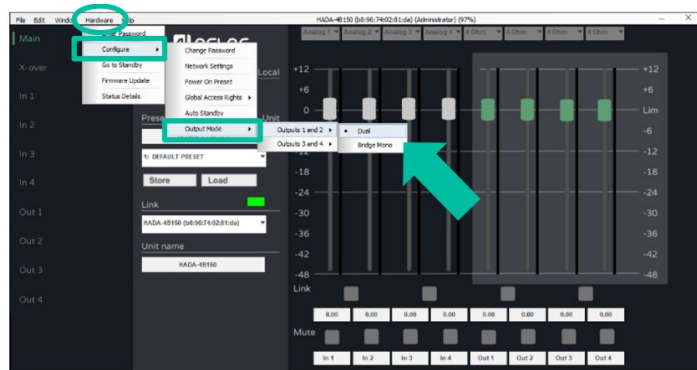 File Edit Window Hardware Help
HADA-4B150 (b8:96:74:02:81:da) (Administrator) (97%)
Main
X-over
In 1
In 2
In 3
In 4
Out 1
Out 2
Out 3
Out 4
Configure
Go to Standby
Firmware Update
Status Details
Change Password
Network Settings
Power On Preset
Global Access Rights
Auto Standby
Output Mode
Outputs 1 and 2
Outputs 3 and 4
Dual
Bridge Mono
Local
Unit
1: DEFAULT PRESET
Store Load
Link
HADA-4B150 (b8:96:74:02:81:da)
Unit name
HADA-4B150
Analog 1 Analog 2 Analog 3 Analog 4 4 Ohm 4 Ohm 4 Ohm 4 Ohm
+12 +12
+6 +6
0 Lim
-6
-12
-18 -18
-24 -24
-30 -30
-36 -36
-42 -42
-48 -48
Link
0.00 0.00 0.00 0.00 0.00 0.00 0.00 0.00
Mute
In 1 In 2 In 3 In 4 Out 1 Out 2 Out 3 Out 4